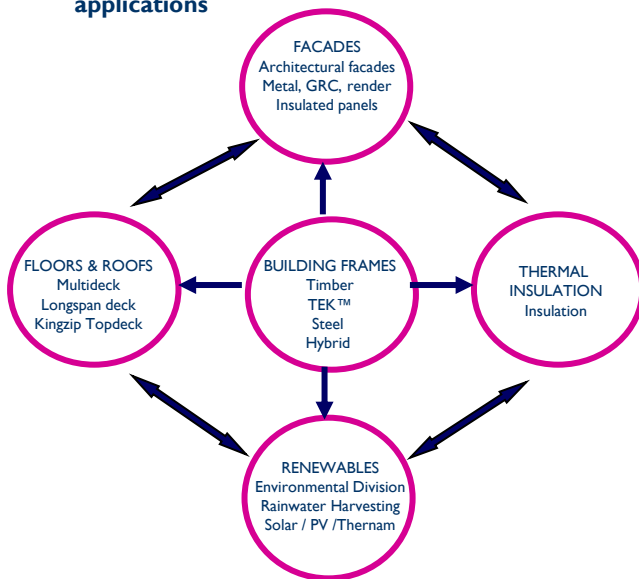 applications
FACADES
Architectural facades
Metal, GRC, render
Insulated panels
FLOORS & ROOFS
Multideck
Longspan deck
Kingzip Topdeck
BUILDING FRAMES
Timber
TEK™
Steel
Hybrid
THERMAL
INSULATION
Insulation
RENEWABLES
Environmental Division
Rainwater Harvesting
Solar / PV /Thernam